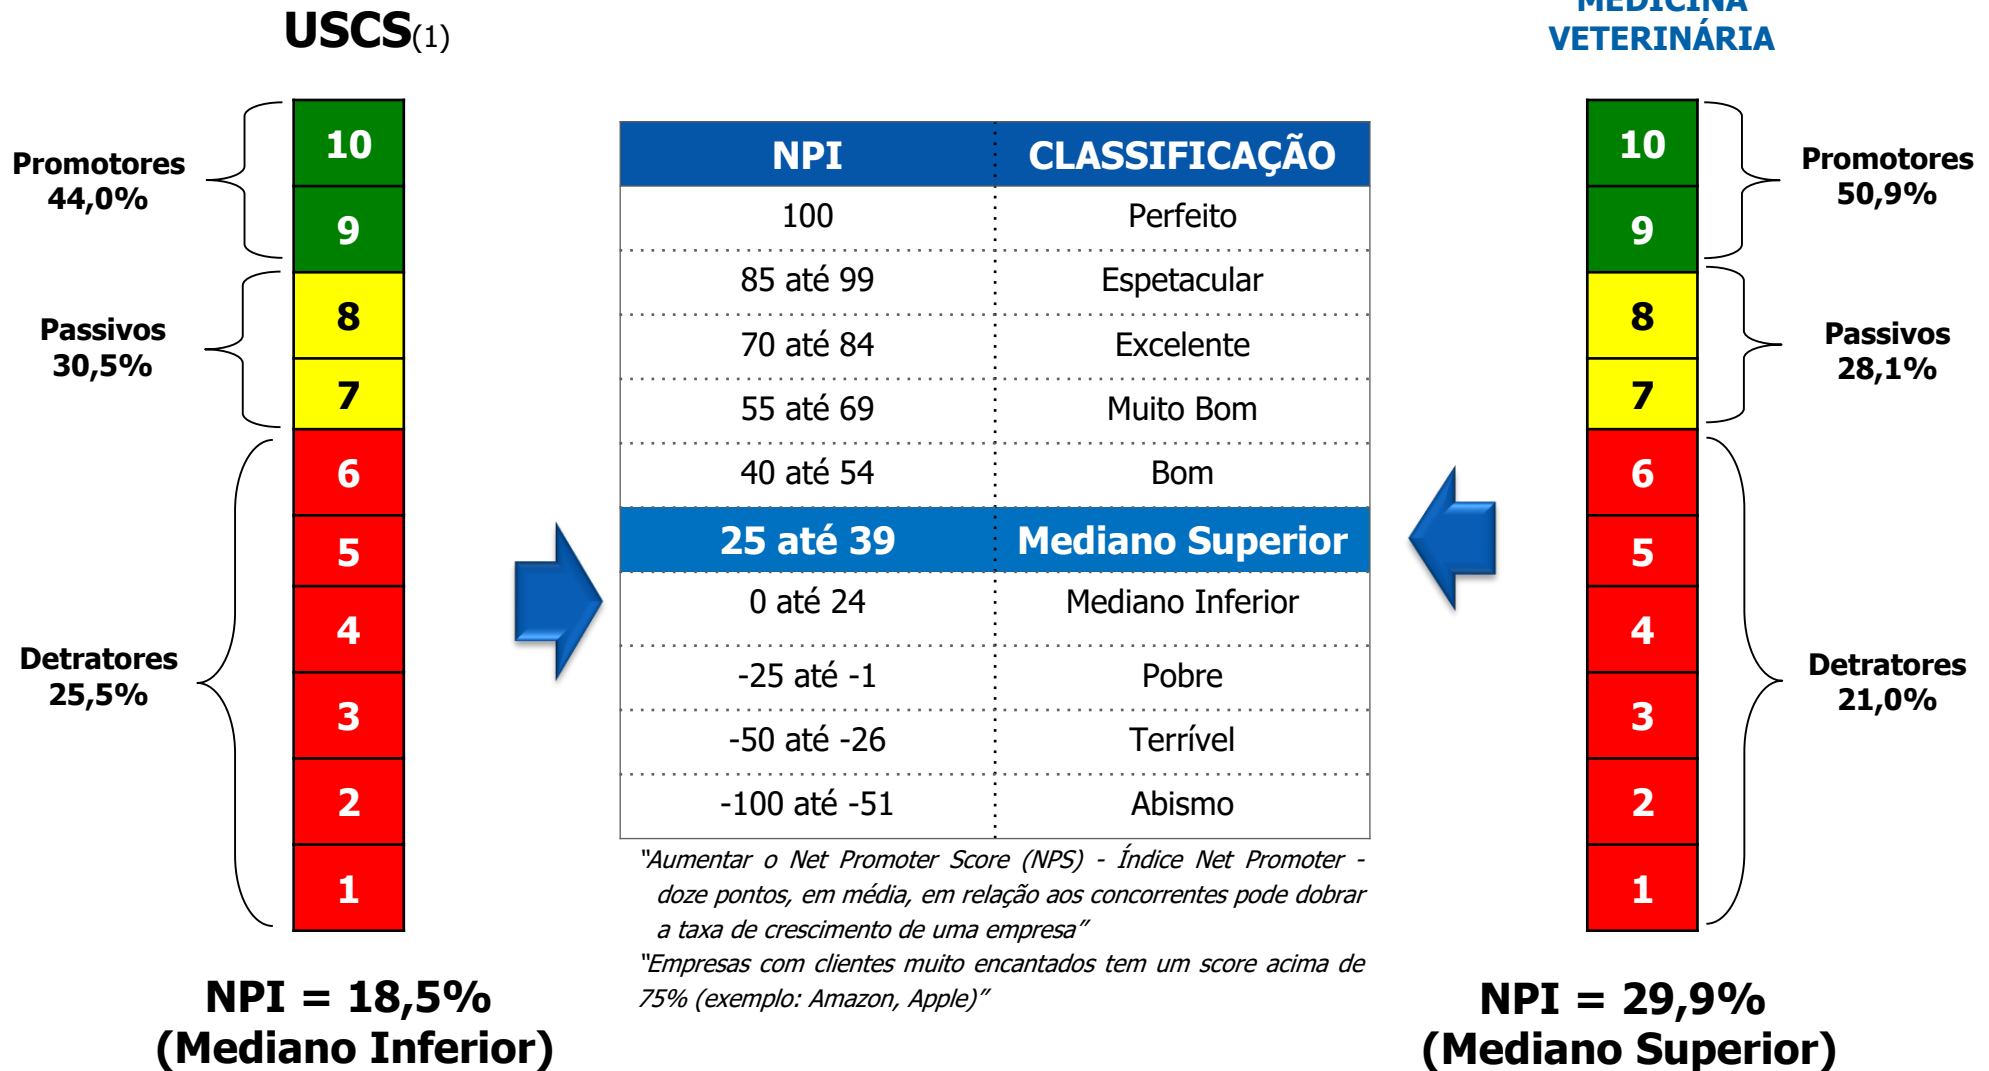 USCS(1)
Promotores
44,0%
Passivos
30,5%
Detratores
25,5%
10
9
8
7
6
5
4
3
2
1
NPI = 18,5%
(Mediano Inferior)
NPI CLASSIFICAÇÃO
100 Perfeito
85 até 99 Espetacular
70 até 84 Excelente
55 até 69 Muito Bom
40 até 54 Bom
25 até 39 Mediano Superior
0 até 24 Mediano Inferior
-25 até -1 Pobre
-50 até -26 Terrível
-100 até -51 Abismo
“Aumentar o Net Promoter Score (NPS) - Índice Net Promoter -
doze pontos, em média, em relação aos concorrentes pode dobrar
a taxa de crescimento de uma empresa”
“Empresas com clientes muito encantados tem um score acima de
75% (exemplo: Amazon, Apple)”
MEDICINA
VETERINÁRIA
10
9
8
7
6
5
4
3
2
1
Promotores
50,9%
Passivos
28,1%
Detratores
21,0%
NPI = 29,9%
(Mediano Superior)